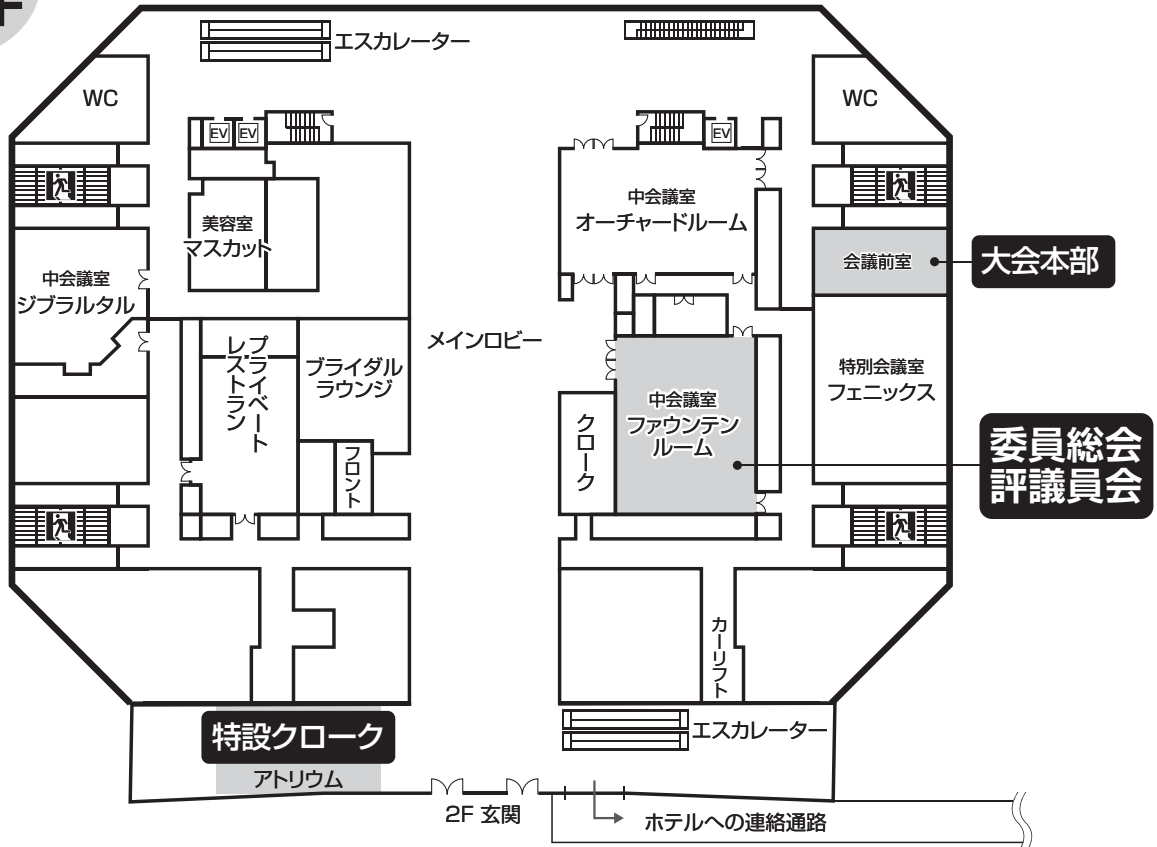 エスカレーター
WC
WC
EV
EV
EV
中会議室
オーチャードルーム
美容室
マスカット
会議前室
大会本部
中会議室
ジブラルタル
メインロビー
プライベート
レストラン
ブライダル
ラウンジ
特別会議室
フェニックス
中会議室
ファウンテン
ルーム
クローク
フロント
委員総会
評議員会
カーリフト
特設クローク
アトリウム
エスカレーター
2F 玄関
ホテルへの連絡通路